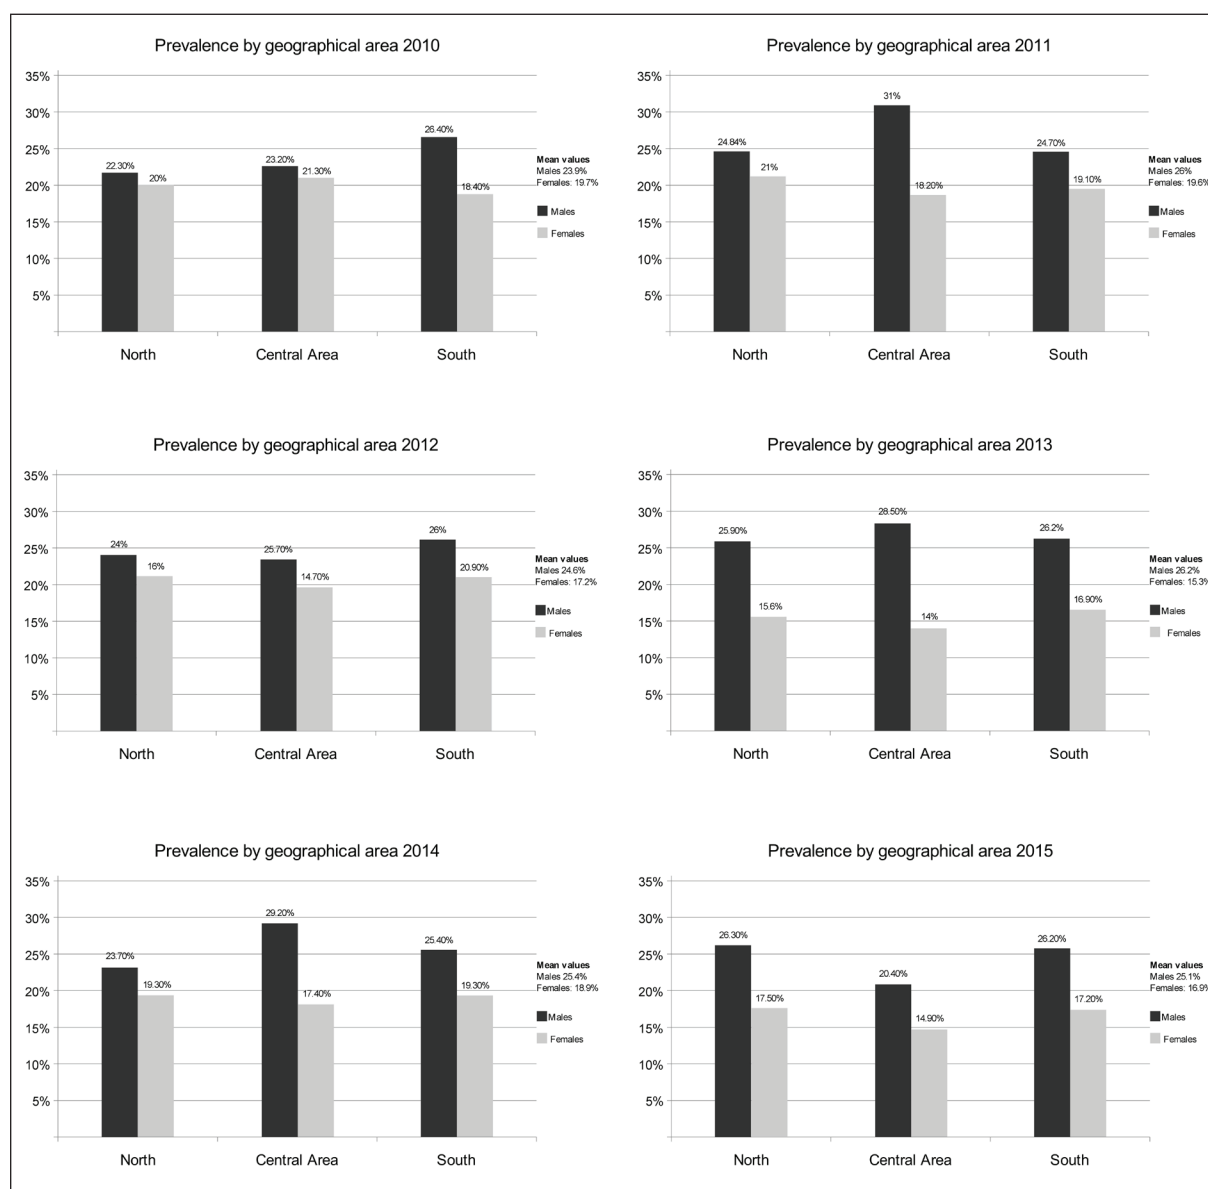 Prevalence by geographical area 2010
35%
30%
25%
20%
15%
10%
5%
22.30%
20%
23.20%
21.30%
26.40%
18.40%
North
Central Area
South
Mean values
Males 23.9%
Females: 19.7%
Males
Females
Prevalence by geographical area 2011
35%
30%
25%
20%
15%
10%
5%
24.84%
21%
31%
18.20%
24.70%
19.10%
North
Central Area
South
Mean values
Males 26%
Females: 19.6%
Males
Females
Prevalence by geographical area 2012
35%
30%
25%
20%
15%
10%
5%
24%
16%
25.70%
14.70%
26%
20.90%
North
Central Area
South
Mean values
Males 24.6%
Females: 17.2%
Males
Females
Prevalence by geographical area 2013
35%
30%
25%
20%
15%
10%
5%
25.90%
15.6%
28.50%
14%
26.2%
16.90%
North
Central Area
South
Mean values
Males 26.2%
Females: 15.3%
Males
Females
Prevalence by geographical area 2014
35%
30%
25%
20%
15%
10%
5%
23.70%
19.30%
29.20%
17.40%
25.40%
19.30%
North
Central Area
South
Mean values
Males 25.4%
Females: 18.9%
Males
Females
Prevalence by geographical area 2015
35%
30%
25%
20%
15%
10%
5%
26.30%
17.50%
20.40%
14.90%
26.20%
17.20%
North
Central Area
South
Mean values
Males 25.1%
Females: 16.9%
Males
Females